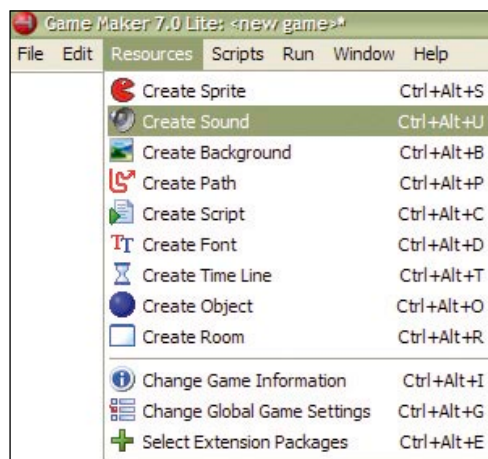 Game Maker 7.0 Lite: <new game>*
File Edit Resources Scripts Run Window Help
Create Sprite Ctrl+Alt+S
Create Sound Ctrl+Alt+U
Create Background Ctrl+Alt+B
Create Path Ctrl+Alt+P
Create Script Ctrl+Alt+C
Create Font Ctrl+Alt+D
Create Time Line Ctrl+Alt+T
Create Object Ctrl+Alt+O
Create Room Ctrl+Alt+R
Change Game Information Ctrl+Alt+I
Change Global Game Settings Ctrl+Alt+G
Select Extension Packages Ctrl+Alt+E